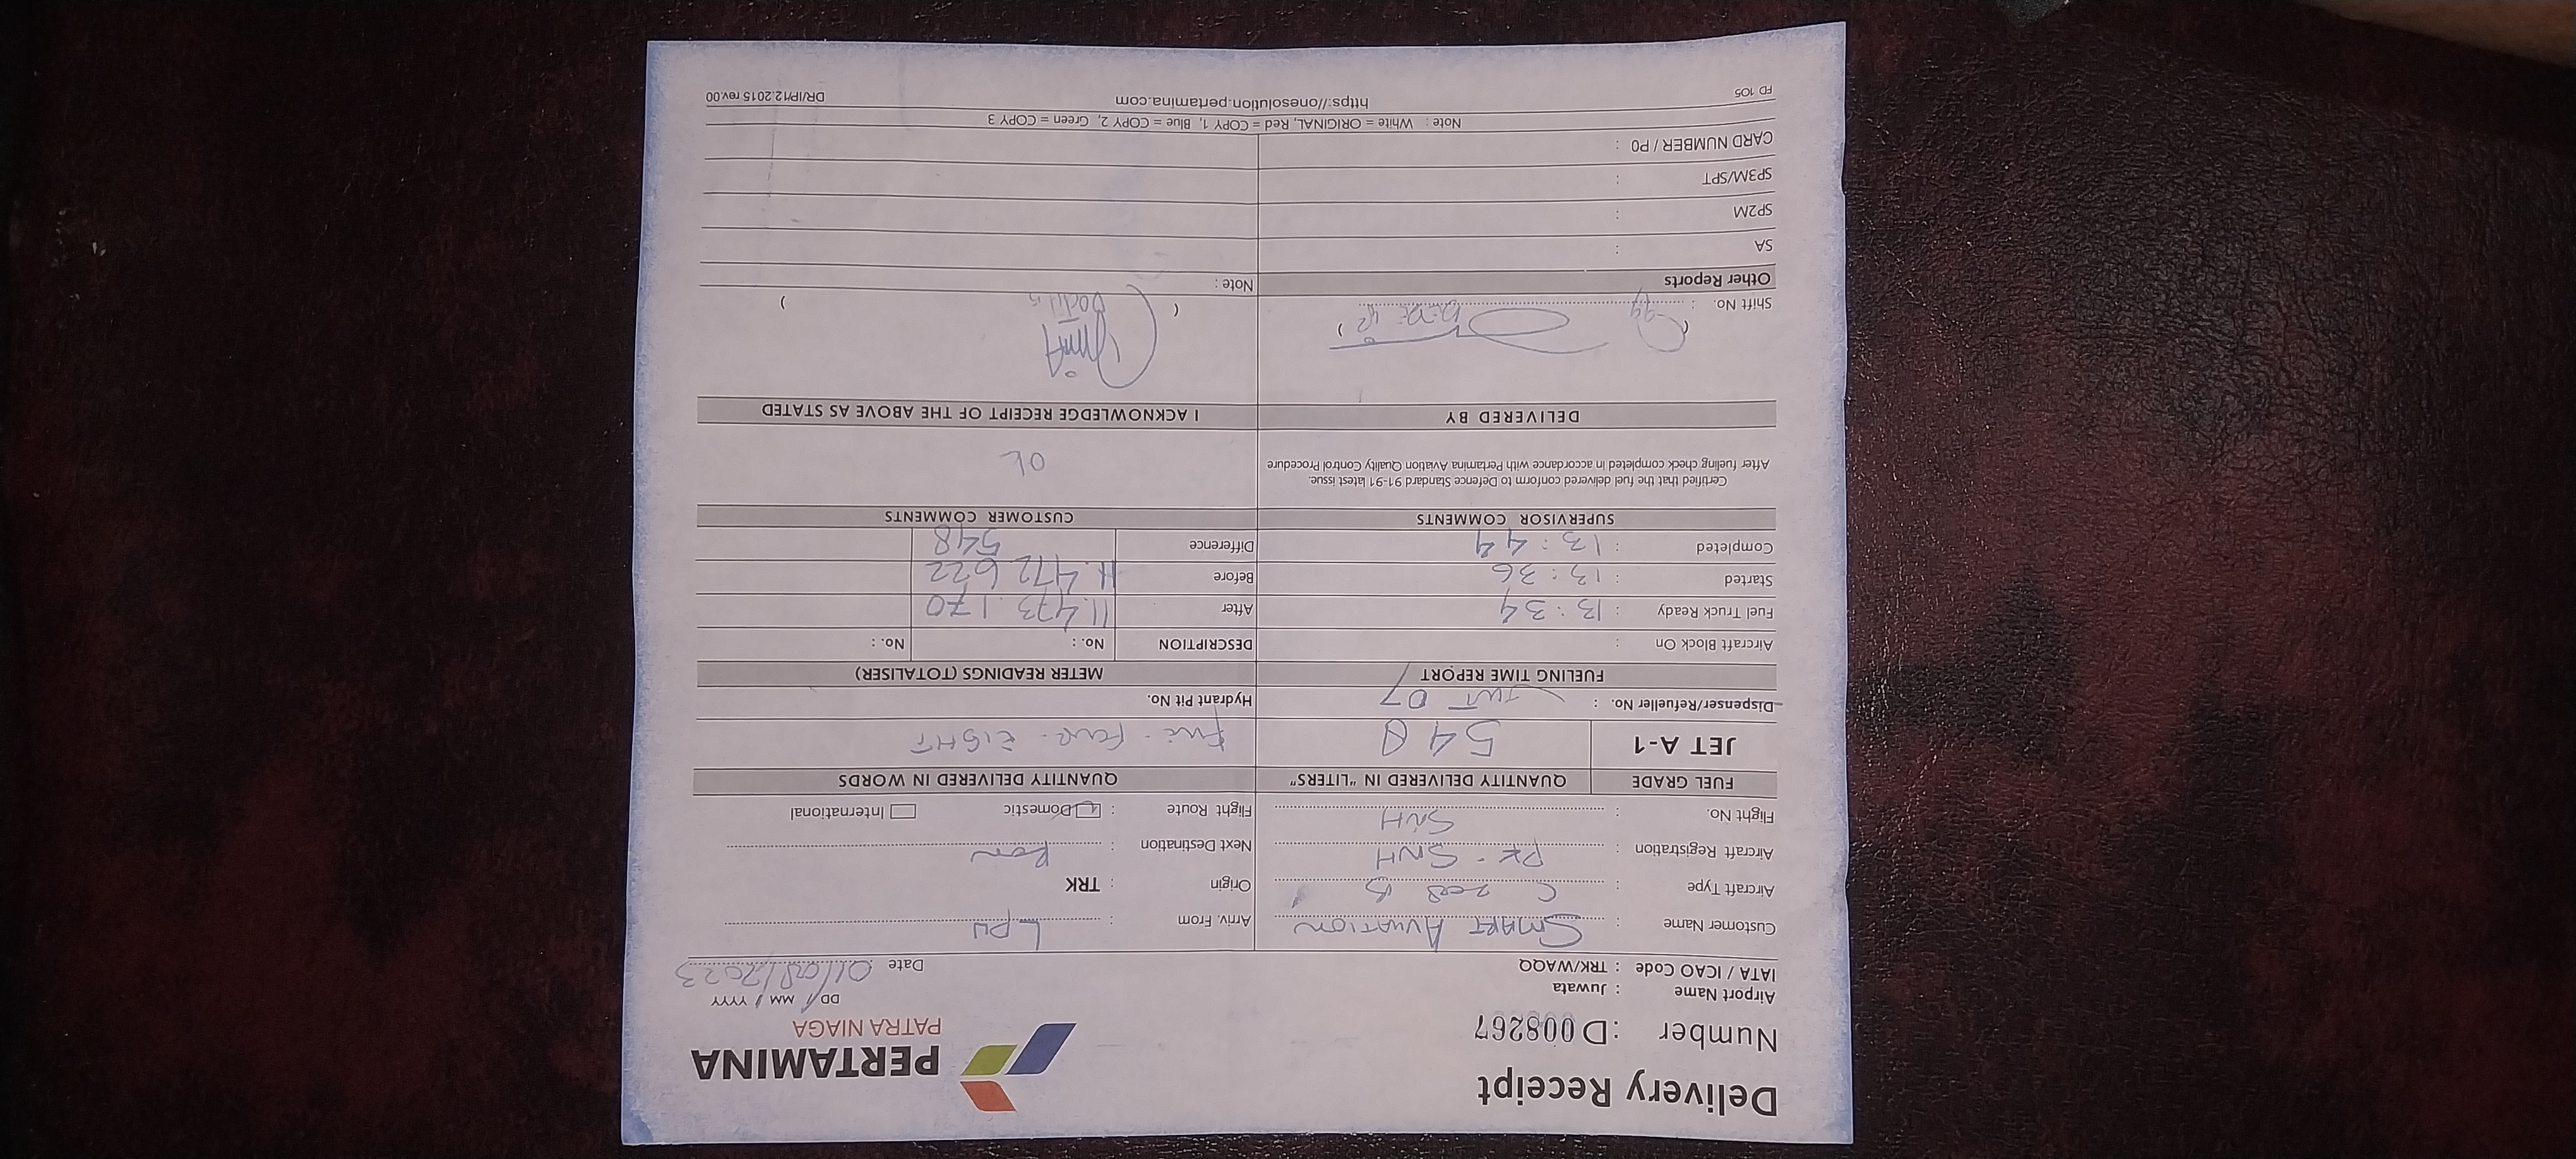 Delivery Receipt
PERTAMINA
PATRA NIAGA
Number : D 008267
Airport Name : Juwata
DD / MM / YYYY
IATA / ICAO Code : TRK/WAQQ
Date 01/08/2023
Customer Name : SMART AVIATION
Arriv. From : LPU
Aircraft Type : C 208 B
Origin : TRK
Aircraft Registration : PK - SNH
Next Destination :
Flight No. : SNH
Flight Route : Domestic International
FUEL GRADE QUANTITY DELIVERED IN "LITERS" QUANTITY DELIVERED IN WORDS
JET A-1 548 FIVE - FOUR - EIGHT
Dispenser/Refueller No. : 07
Hydrant Pit No.
FUELING TIME REPORT METER READINGS (TOTALISER)
Aircraft Block On :
DESCRIPTION No. : No. :
Fuel Truck Ready : 13 : 34
After 11.473.170
Started : 13 : 36
Before 11.472 622
Completed : 13 : 44
Difference 548
SUPERVISOR COMMENTS CUSTOMER COMMENTS
Certified that the fuel delivered conform to Defence Standard 91-91 latest issue.
After fueling check completed in accordance with Pertamina Aviation Quality Control Procedure
OK
DELIVERED BY I ACKNOWLEDGE RECEIPT OF THE ABOVE AS STATED
Shift No. :
Other Reports Note :
SA :
SP2M :
SP3M/SPT :
CARD NUMBER / PO :
Note : White = ORIGINAL, Red = COPY 1, Blue = COPY 2, Green = COPY 3
FD 105 https://onesolution.pertamina.com DR/IP/12.2015 rev.00